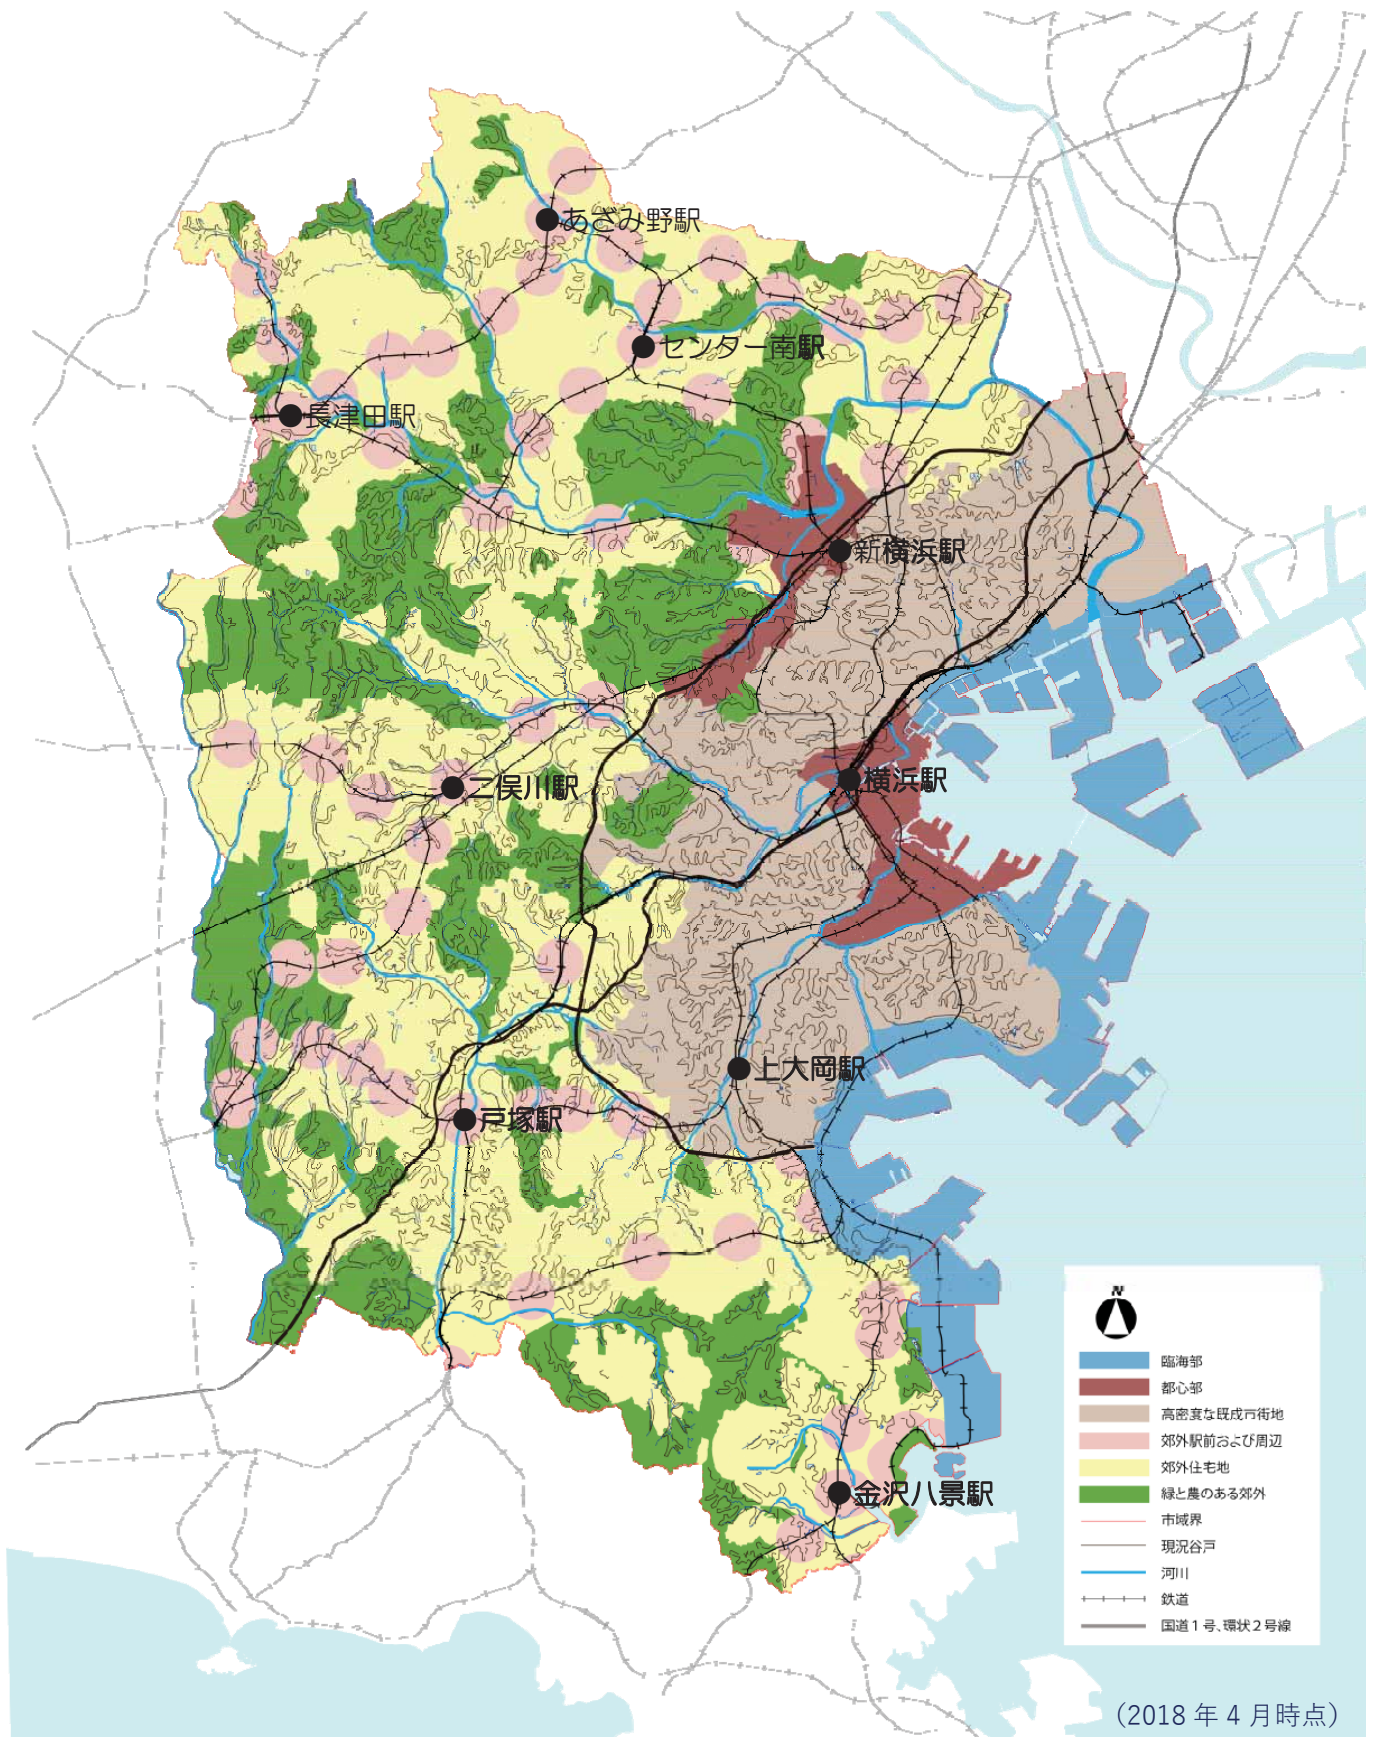 あざみ野駅
センター南駅
長津田駅
新横浜駅
二俣川駅
横浜駅
上大岡駅
戸塚駅
金沢八景駅
N
臨海部
都心部
高密度な既成市街地
郊外駅前および周辺
郊外住宅地
緑と農のある郊外
市域界
現況谷戸
河川
鉄道
国道1号、環状2号線
（2018 年 4 月時点）